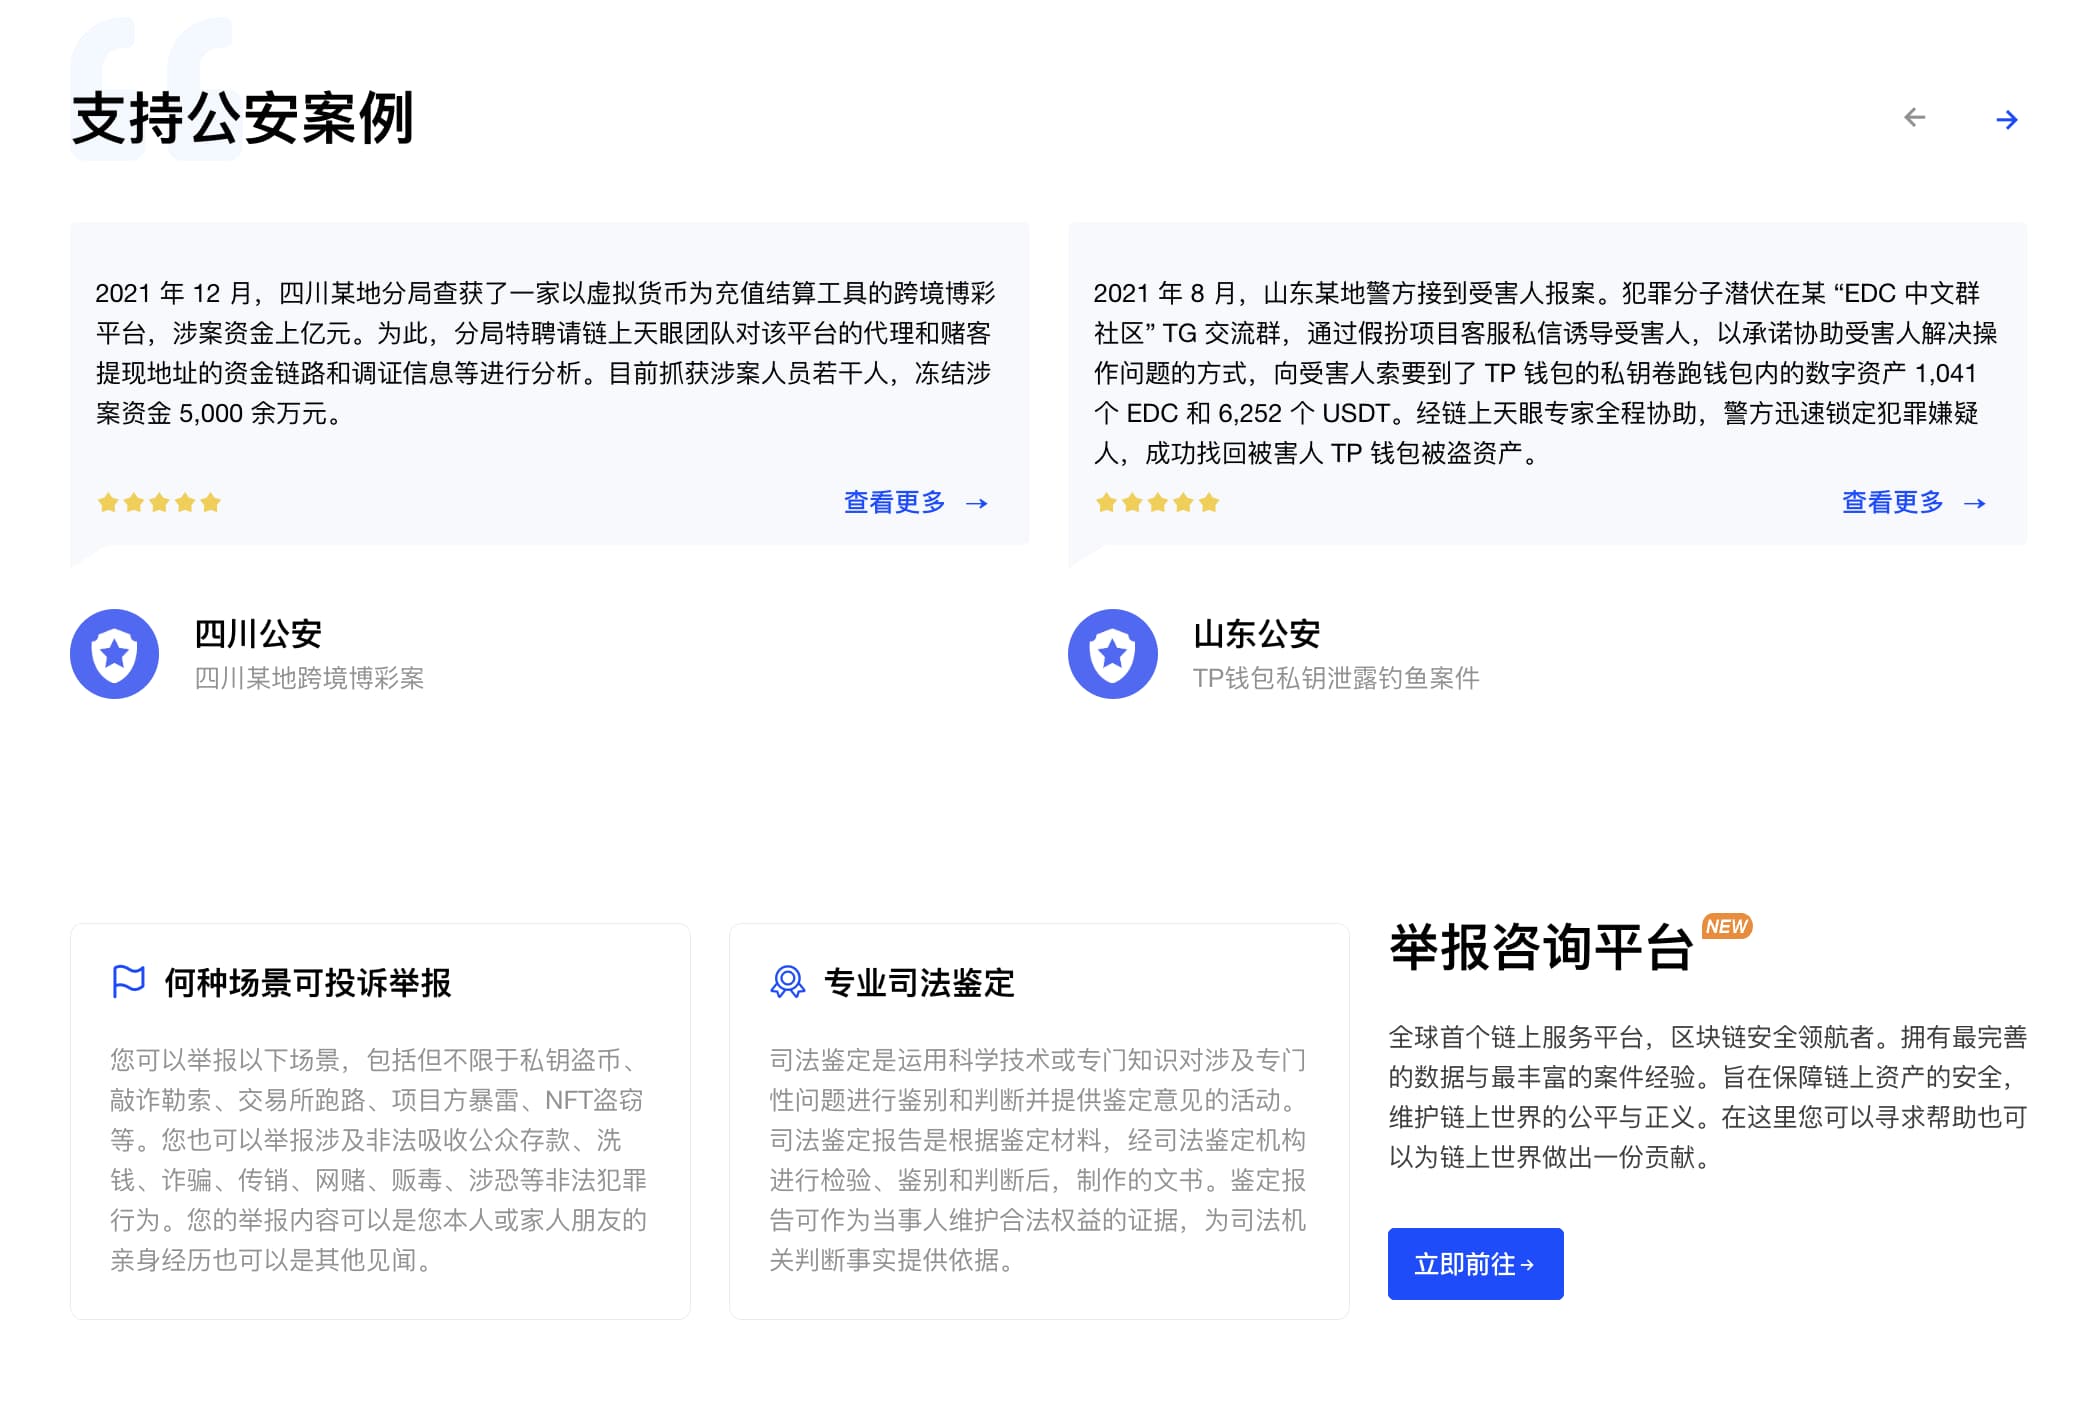 支持公安案例
2021 年 12 月，四川某地分局查获了一家以虚拟货币为充值结算工具的跨境博彩
平台，涉案资金上亿元。为此，分局特聘请链上天眼团队对该平台的代理和赌客
提现地址的资金链路和调证信息等进行分析。目前抓获涉案人员若干人，冻结涉
案资金 5,000 余万元。
查看更多 →
四川公安
四川某地跨境博彩案
2021 年 8 月，山东某地警方接到受害人报案。犯罪分子潜伏在某 “EDC 中文群
社区” TG 交流群，通过假扮项目客服私信诱导受害人，以承诺协助受害人解决操
作问题的方式，向受害人索要到了 TP 钱包的私钥卷跑钱包内的数字资产 1,041
个 EDC 和 6,252 个 USDT。经链上天眼专家全程协助，警方迅速锁定犯罪嫌疑
人，成功找回被害人 TP 钱包被盗资产。
查看更多 →
山东公安
TP钱包私钥泄露钓鱼案件
何种场景可投诉举报
您可以举报以下场景，包括但不限于私钥盗币、
敲诈勒索、交易所跑路、项目方暴雷、NFT盗窃
等。您也可以举报涉及非法吸收公众存款、洗
钱、诈骗、传销、网赌、贩毒、涉恐等非法犯罪
行为。您的举报内容可以是您本人或家人朋友的
亲身经历也可以是其他见闻。
专业司法鉴定
司法鉴定是运用科学技术或专门知识对涉及专门
性问题进行鉴别和判断并提供鉴定意见的活动。
司法鉴定报告是根据鉴定材料，经司法鉴定机构
进行检验、鉴别和判断后，制作的文书。鉴定报
告可作为当事人维护合法权益的证据，为司法机
关判断事实提供依据。
举报咨询平台 NEW
全球首个链上服务平台，区块链安全领航者。拥有最完善
的数据与最丰富的案件经验。旨在保障链上资产的安全，
维护链上世界的公平与正义。在这里您可以寻求帮助也可
以为链上世界做出一份贡献。
立即前往→